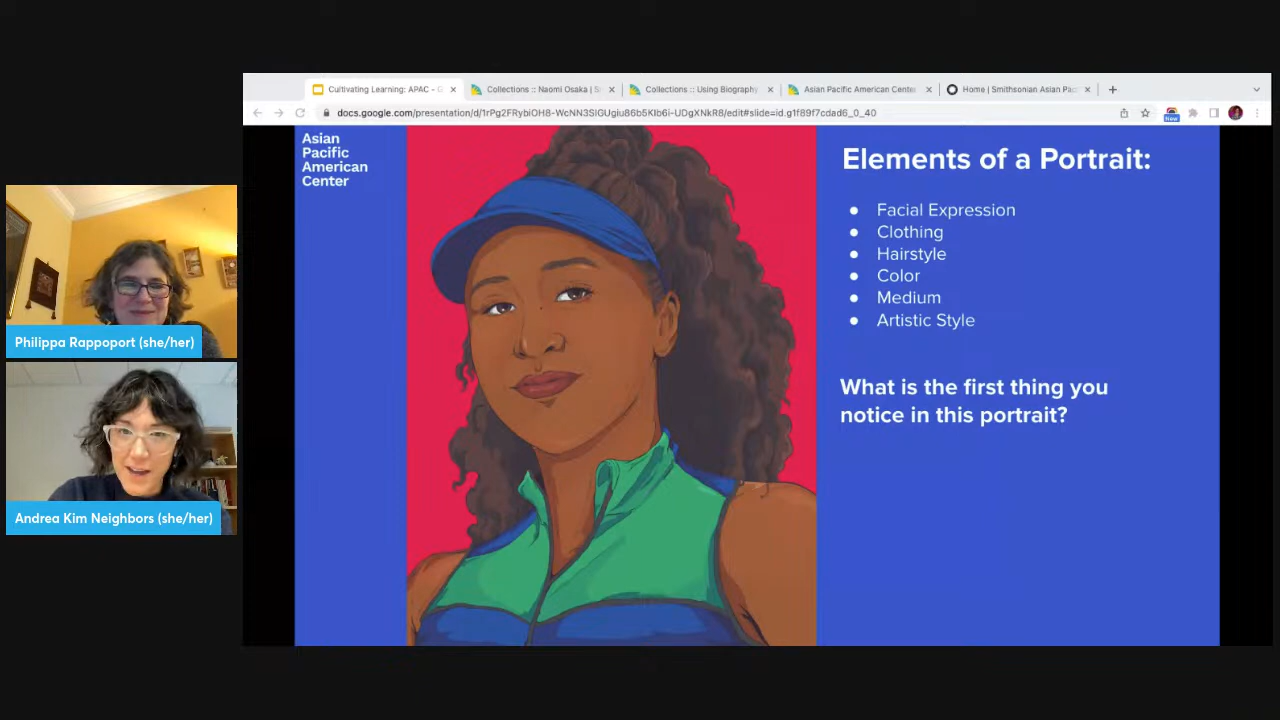 Cultivating Learning: APAC - G
Collections :: Naomi Osaka | S
Collections :: Using Biography
Asian Pacific American Center
Home | Smithsonian Asian Pac
docs.google.com/presentation/d/1rPg2FRybiOH8-WcNN3SIGUgiu86b5KIb6i-UDgXNkR8/edit#slide=id.g1f89f7cdad6_0_40
New
Asian
Pacific
American
Center
Elements of a Portrait:
● Facial Expression
● Clothing
● Hairstyle
● Color
● Medium
● Artistic Style
What is the first thing you
notice in this portrait?
Philippa Rappoport (she/her)
Andrea Kim Neighbors (she/her)